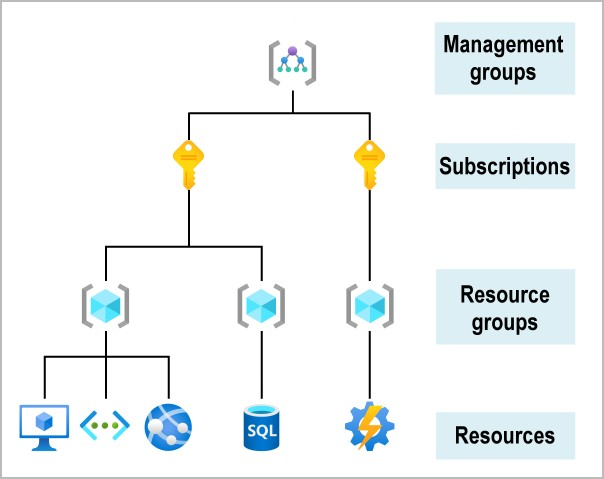 Management
groups
Subscriptions
Resource
groups
SQL
Resources